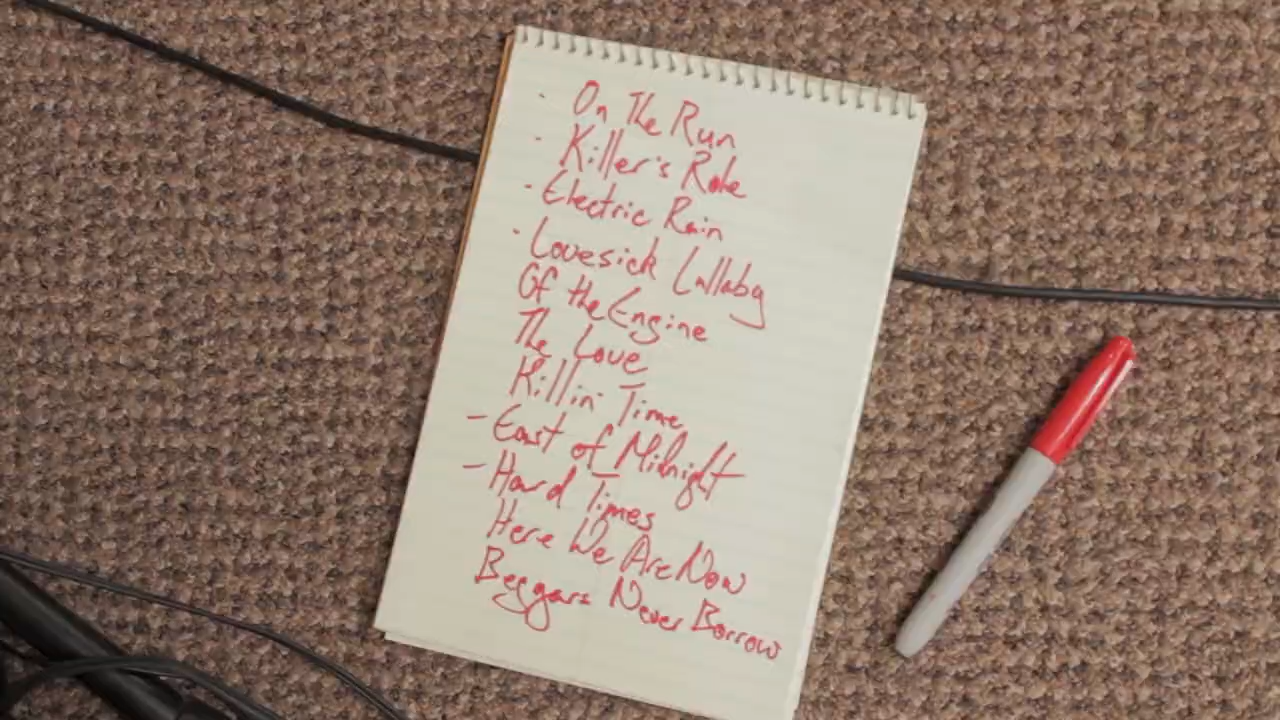 · On The Run
· Killer's Role
· Electric Rain
· Lovesick Lullaby
Of the Engine
The Love
Killin' Time
- East of Midnight
- Hard Times
Here We Are Now
Beggars Never Borrow